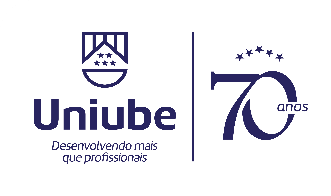 Uniube
Desenvolvendo mais
que profissionais
70 anos